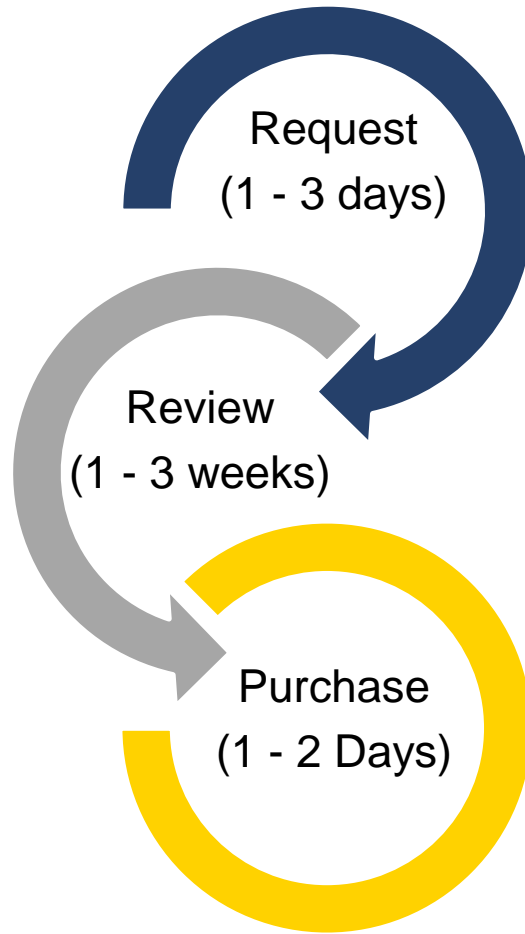 Request
(1 - 3 days)
Review
(1 - 3 weeks)
Purchase
(1 - 2 Days)